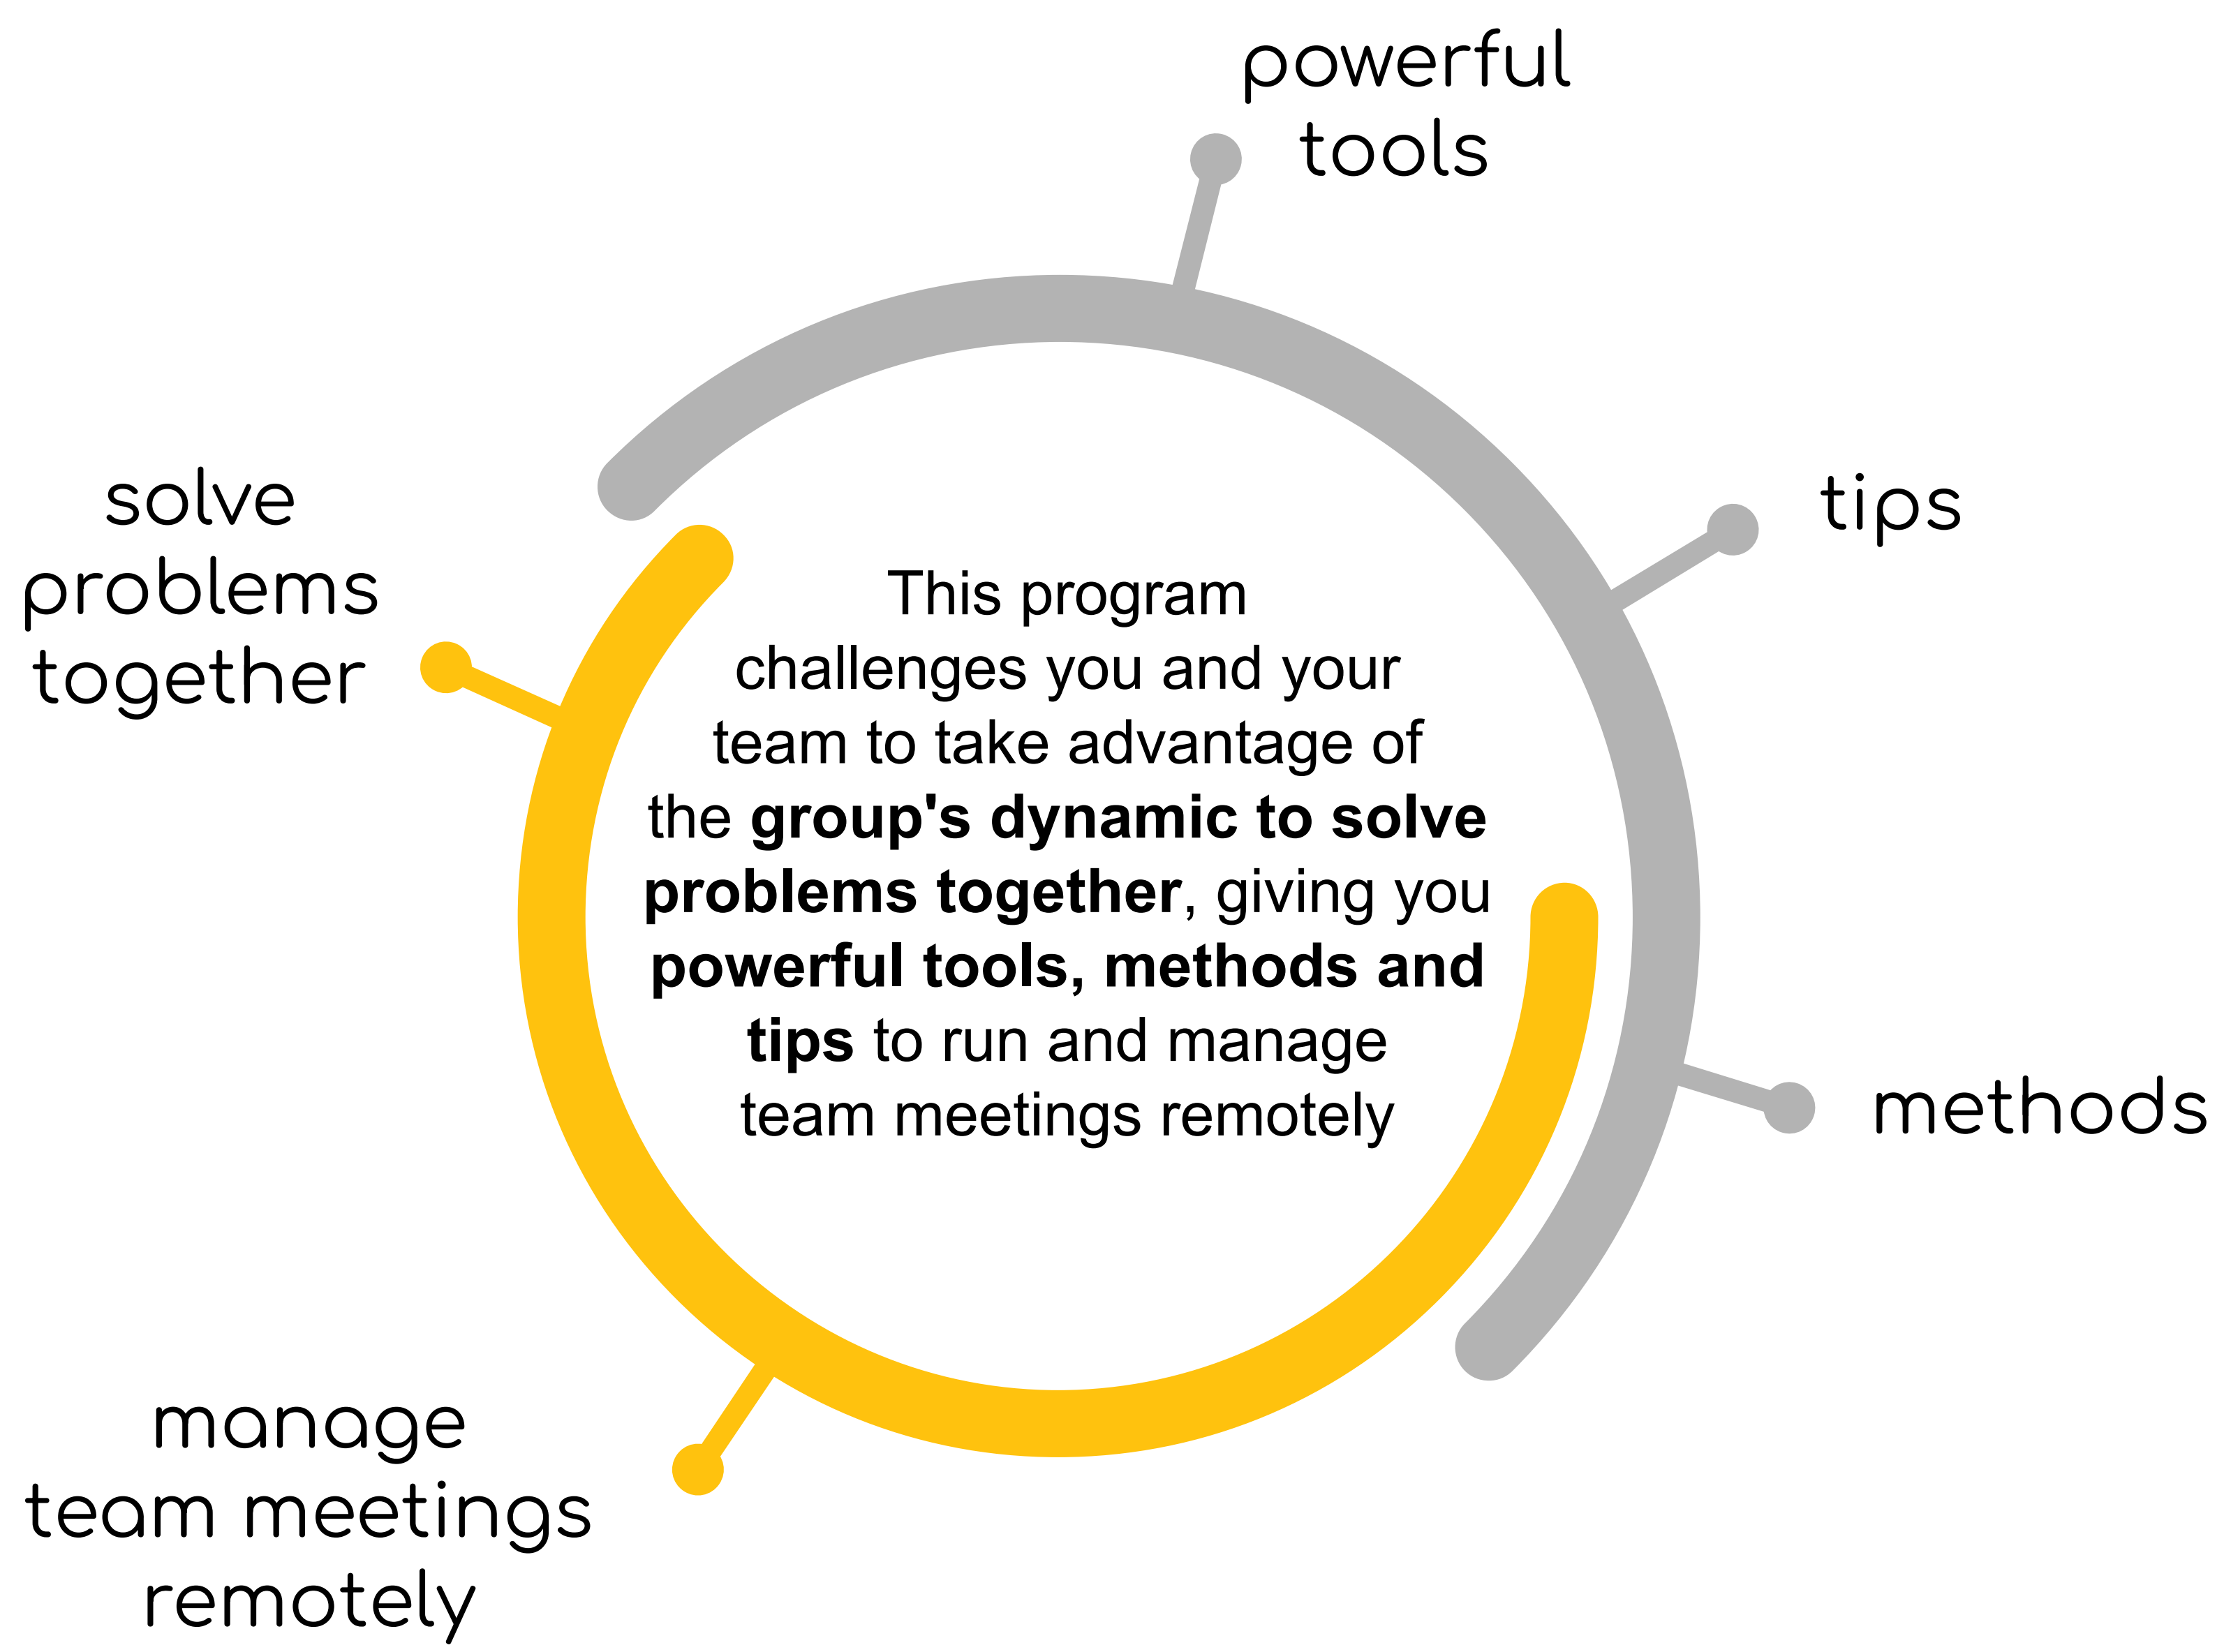 powerful
tools
tips
solve
problems
together
This program
challenges you and your
team to take advantage of
the group's dynamic to solve
problems together, giving you
powerful tools, methods and
tips to run and manage
team meetings remotely
methods
manage
team meetings
remotely